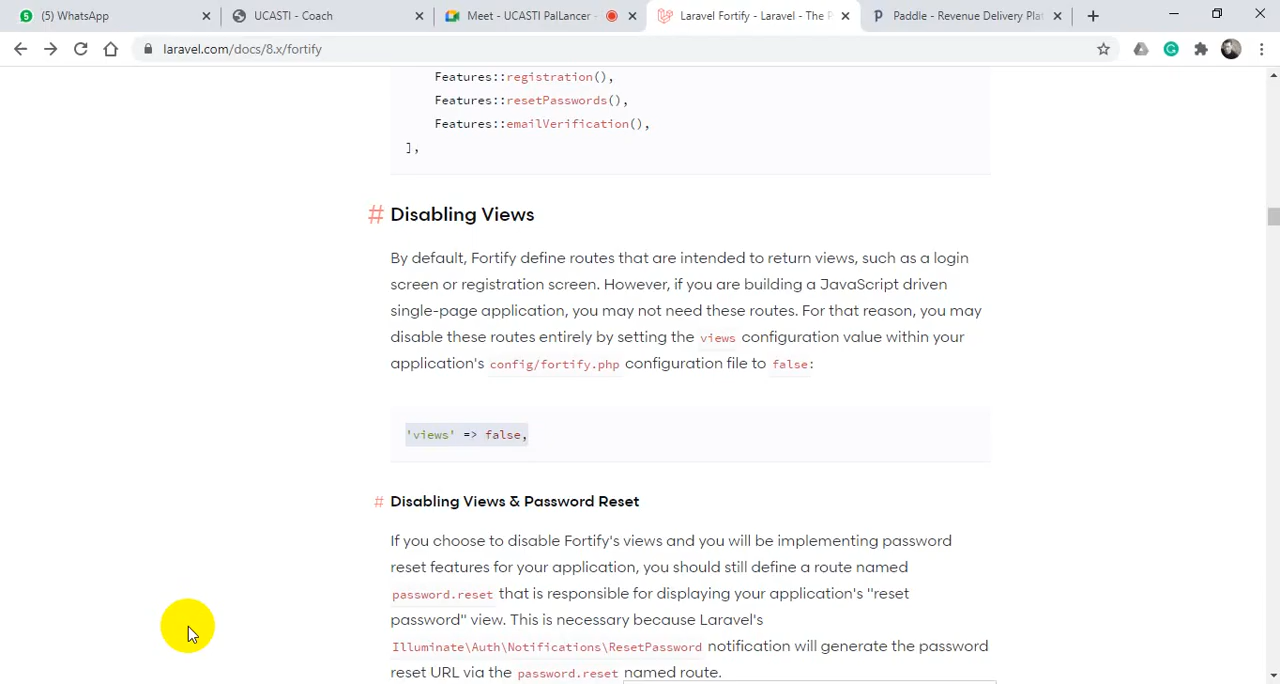 (5) WhatsApp
UCASTI - Coach
Meet - UCASTI PalLancer
Laravel Fortify - Laravel - The P
Paddle - Revenue Delivery Plat
laravel.com/docs/8.x/fortify
Features::registration(),
Features::resetPasswords(),
Features::emailVerification(),
],
# Disabling Views
By default, Fortify define routes that are intended to return views, such as a login
screen or registration screen. However, if you are building a JavaScript driven
single-page application, you may not need these routes. For that reason, you may
disable these routes entirely by setting the views configuration value within your
application's config/fortify.php configuration file to false:
'views' => false,
# Disabling Views & Password Reset
If you choose to disable Fortify's views and you will be implementing password
reset features for your application, you should still define a route named
password.reset that is responsible for displaying your application's "reset
password" view. This is necessary because Laravel's
Illuminate\Auth\Notifications\ResetPassword notification will generate the password
reset URL via the password.reset named route.